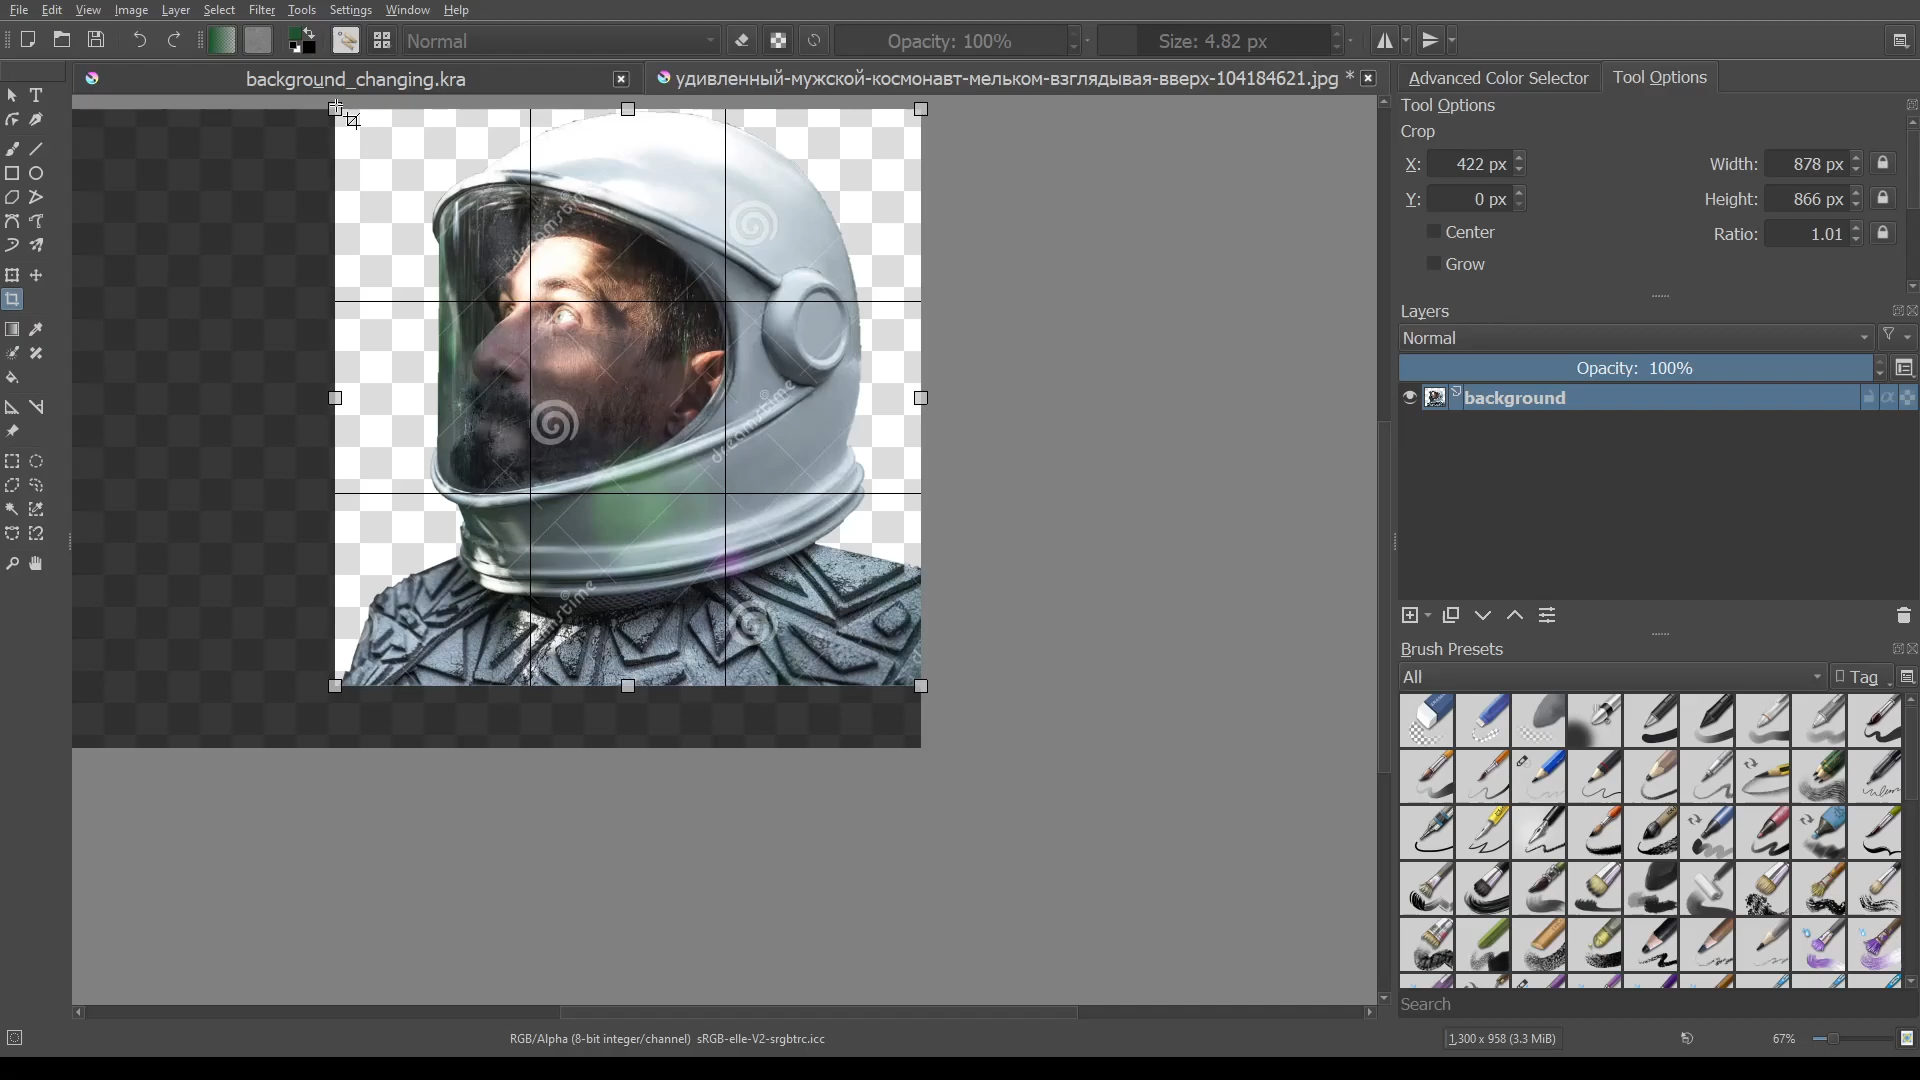 File Edit View Image Layer Select Filter Tools Settings Window Help
Normal
Opacity: 100%
Size: 4.82 px
background_changing.kra
удивленный-мужской-космонавт-мельком-взглядывая-вверх-104184621.jpg *
Advanced Color Selector
Tool Options
Tool Options
Crop
X: 422 px
Width: 878 px
Y: 0 px
Height: 866 px
Center
Ratio: 1.01
Grow
Layers
Normal
Opacity: 100%
background
Brush Presets
All
Tag
Search
dreamstime
dreamstime
dreamstime
RGB/Alpha (8-bit integer/channel) sRGB-elle-V2-srgbtrc.icc
1,300 x 958 (3.3 MiB)
67%